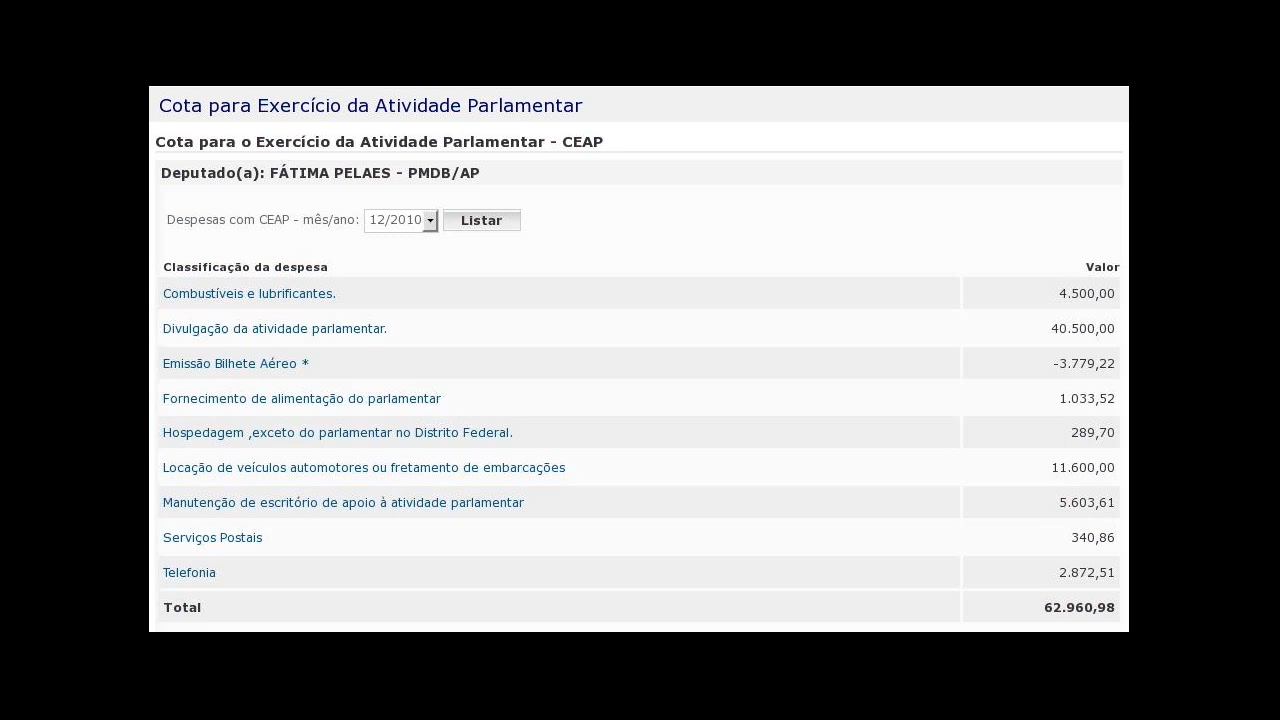 Cota para Exercício da Atividade Parlamentar
Cota para o Exercício da Atividade Parlamentar - CEAP
Deputado(a): FÁTIMA PELAES - PMDB/AP
Despesas com CEAP - mês/ano: 12/2010 Listar
Classificação da despesa Valor
Combustíveis e lubrificantes. 4.500,00
Divulgação da atividade parlamentar. 40.500,00
Emissão Bilhete Aéreo * -3.779,22
Fornecimento de alimentação do parlamentar 1.033,52
Hospedagem ,exceto do parlamentar no Distrito Federal. 289,70
Locação de veículos automotores ou fretamento de embarcações 11.600,00
Manutenção de escritório de apoio à atividade parlamentar 5.603,61
Serviços Postais 340,86
Telefonia 2.872,51
Total 62.960,98